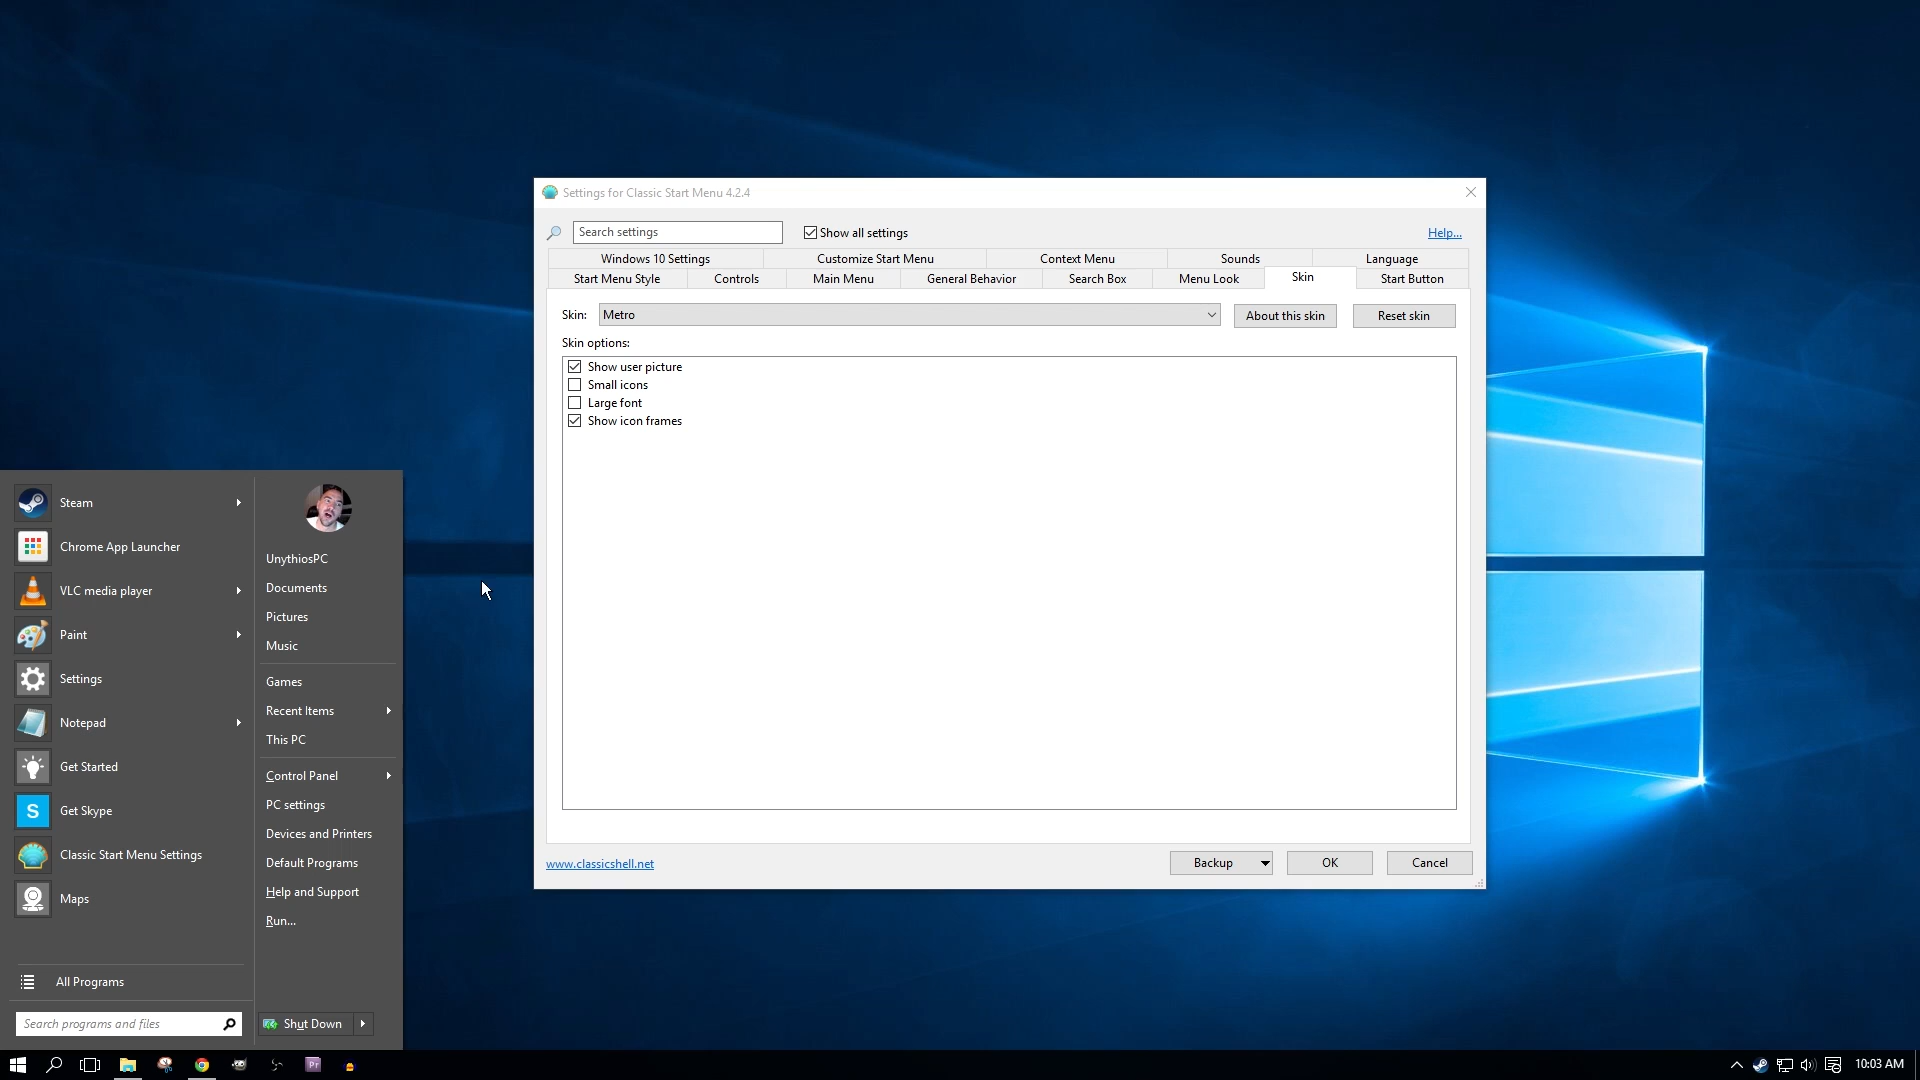 Settings for Classic Start Menu 4.2.4
Search settings
Show all settings
Help...
Windows 10 Settings
Customize Start Menu
Context Menu
Sounds
Language
Start Menu Style
Controls
Main Menu
General Behavior
Search Box
Menu Look
Skin
Start Button
Skin:
Metro
About this skin
Reset skin
Skin options:
Show user picture
Small icons
Large font
Show icon frames
www.classicshell.net
Backup
OK
Cancel
Steam
Chrome App Launcher
VLC media player
Paint
Settings
Notepad
Get Started
S
Get Skype
Classic Start Menu Settings
Maps
All Programs
Search programs and files
UnythiosPC
Documents
Pictures
Music
Games
Recent Items
This PC
Control Panel
PC settings
Devices and Printers
Default Programs
Help and Support
Run...
Shut Down
Pr
10:03 AM